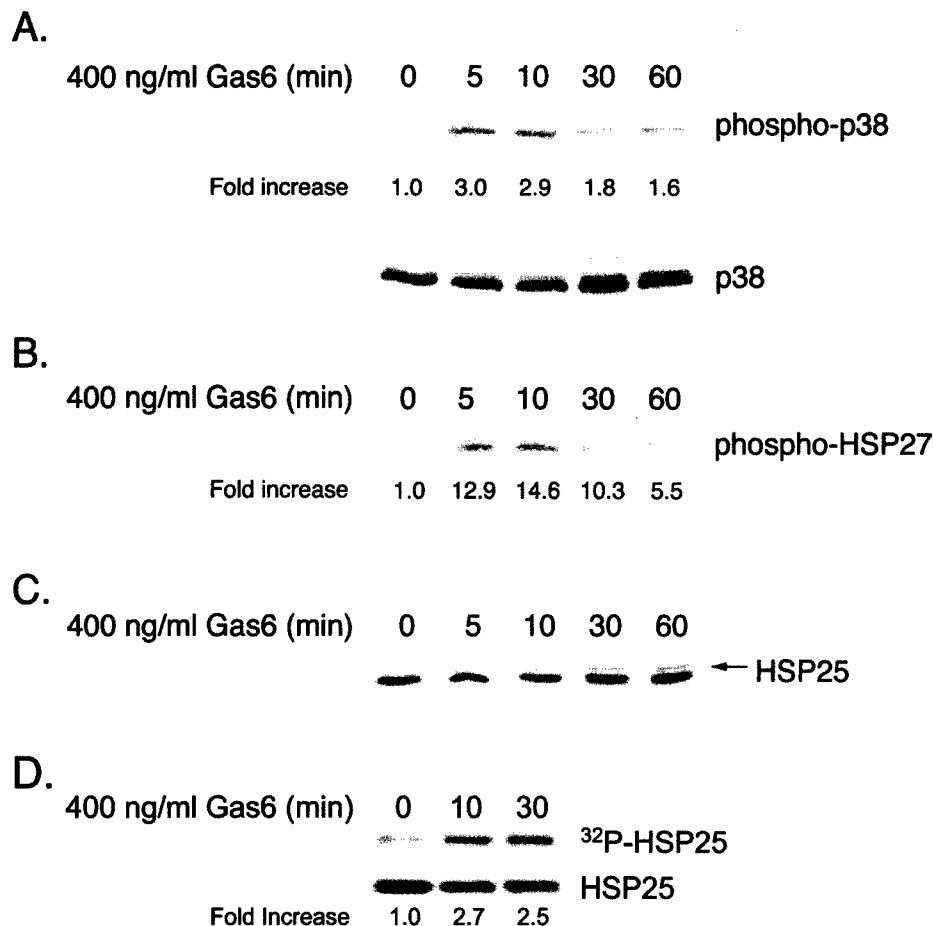 A.
400 ng/ml Gas6 (min) 0 5 10 30 60
phospho-p38
Fold increase 1.0 3.0 2.9 1.8 1.6
p38
B.
400 ng/ml Gas6 (min) 0 5 10 30 60
phospho-HSP27
Fold increase 1.0 12.9 14.6 10.3 5.5
C.
400 ng/ml Gas6 (min) 0 5 10 30 60
← HSP25
D.
400 ng/ml Gas6 (min) 0 10 30
³²P-HSP25
HSP25
Fold Increase 1.0 2.7 2.5